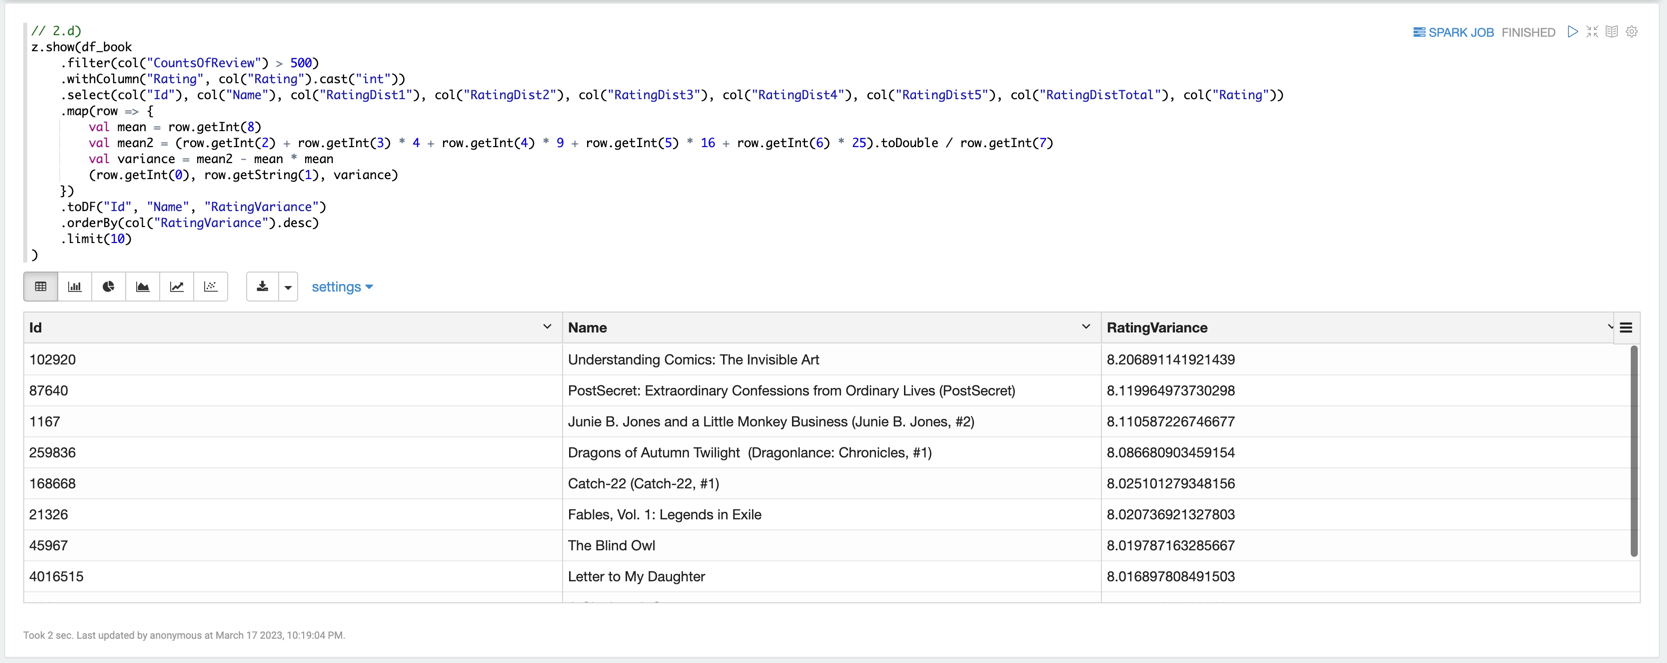 // 2.d)
SPARK JOB FINISHED
z.show(df_book
.filter(col("CountsOfReview") > 500)
.withColumn("Rating", col("Rating").cast("int"))
.select(col("Id"), col("Name"), col("RatingDist1"), col("RatingDist2"), col("RatingDist3"), col("RatingDist4"), col("RatingDist5"), col("RatingDistTotal"), col("Rating"))
.map(row => {
val mean = row.getInt(8)
val mean2 = (row.getInt(2) + row.getInt(3) * 4 + row.getInt(4) * 9 + row.getInt(5) * 16 + row.getInt(6) * 25).toDouble / row.getInt(7)
val variance = mean2 - mean * mean
(row.getInt(0), row.getString(1), variance)
})
.toDF("Id", "Name", "RatingVariance")
.orderBy(col("RatingVariance").desc)
.limit(10)
)
settings
Id Name RatingVariance
102920 Understanding Comics: The Invisible Art 8.206891141921439
87640 PostSecret: Extraordinary Confessions from Ordinary Lives (PostSecret) 8.119964973730298
1167 Junie B. Jones and a Little Monkey Business (Junie B. Jones, #2) 8.110587226746677
259836 Dragons of Autumn Twilight (Dragonlance: Chronicles, #1) 8.086680903459154
168668 Catch-22 (Catch-22, #1) 8.025101279348156
21326 Fables, Vol. 1: Legends in Exile 8.020736921327803
45967 The Blind Owl 8.019787163285667
4016515 Letter to My Daughter 8.016897808491503
Took 2 sec. Last updated by anonymous at March 17 2023, 10:19:04 PM.